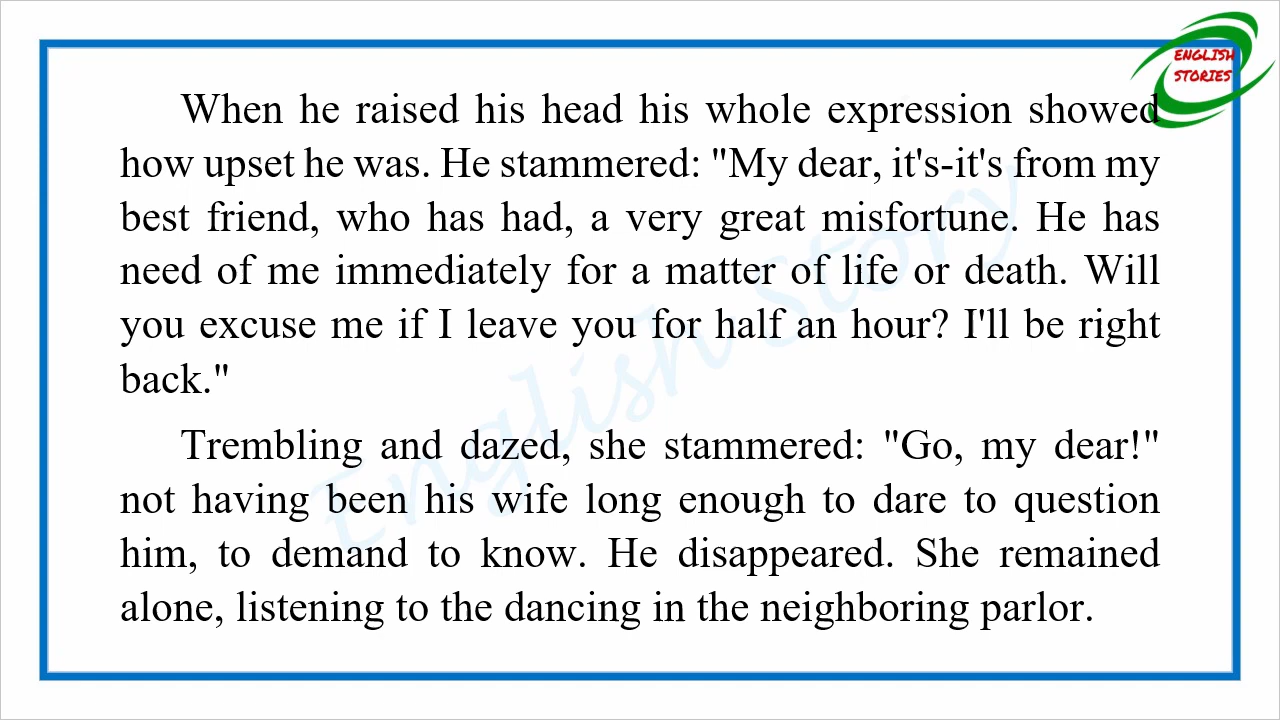 ENGLISH
STORIES
When he raised his head his whole expression showed
how upset he was. He stammered: "My dear, it's-it's from my
best friend, who has had, a very great misfortune. He has
need of me immediately for a matter of life or death. Will
you excuse me if I leave you for half an hour? I'll be right
back."
Trembling and dazed, she stammered: "Go, my dear!"
not having been his wife long enough to dare to question
him, to demand to know. He disappeared. She remained
alone, listening to the dancing in the neighboring parlor.
English Story